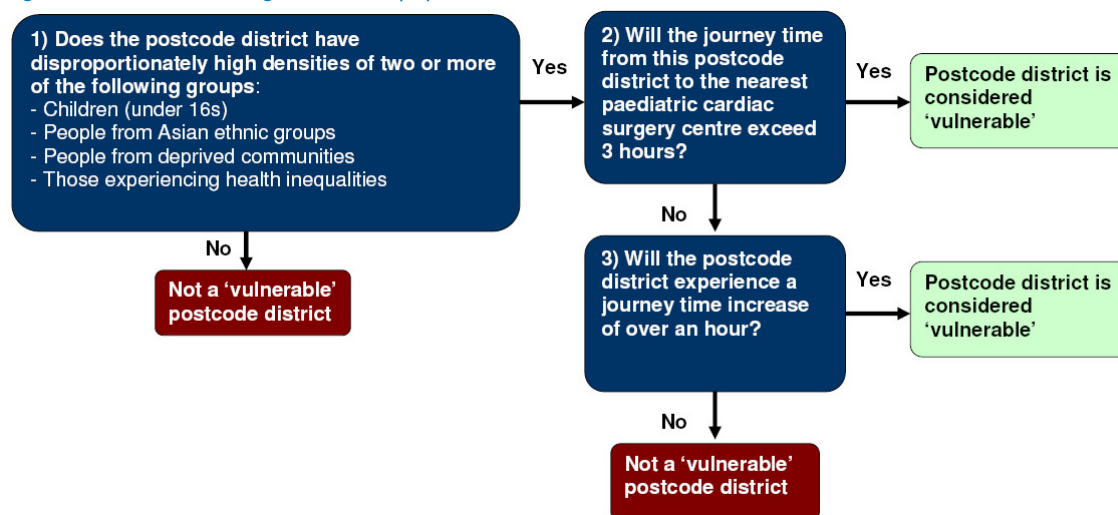 1) Does the postcode district have
disproportionately high densities of two or more
of the following groups:
- Children (under 16s)
- People from Asian ethnic groups
- People from deprived communities
- Those experiencing health inequalities
Yes
2) Will the journey time
from this postcode
district to the nearest
paediatric cardiac
surgery centre exceed
3 hours?
Yes
Postcode district is
considered
‘vulnerable’
No
Not a ‘vulnerable’
postcode district
No
3) Will the postcode
district experience a
journey time increase
of over an hour?
Yes
Postcode district is
considered
‘vulnerable’
No
Not a ‘vulnerable’
postcode district